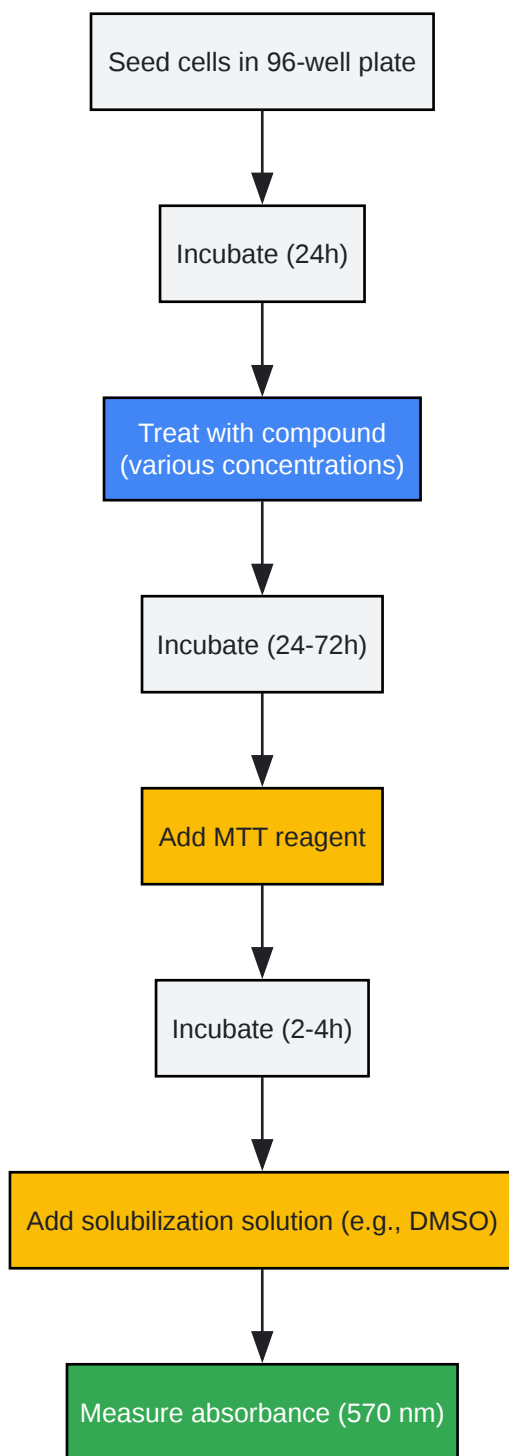 Seed cells in 96-well plate
Incubate (24h)
Treat with compound
(various concentrations)
Incubate (24-72h)
Add MTT reagent
Incubate (2-4h)
Add solubilization solution (e.g., DMSO)
Measure absorbance (570 nm)